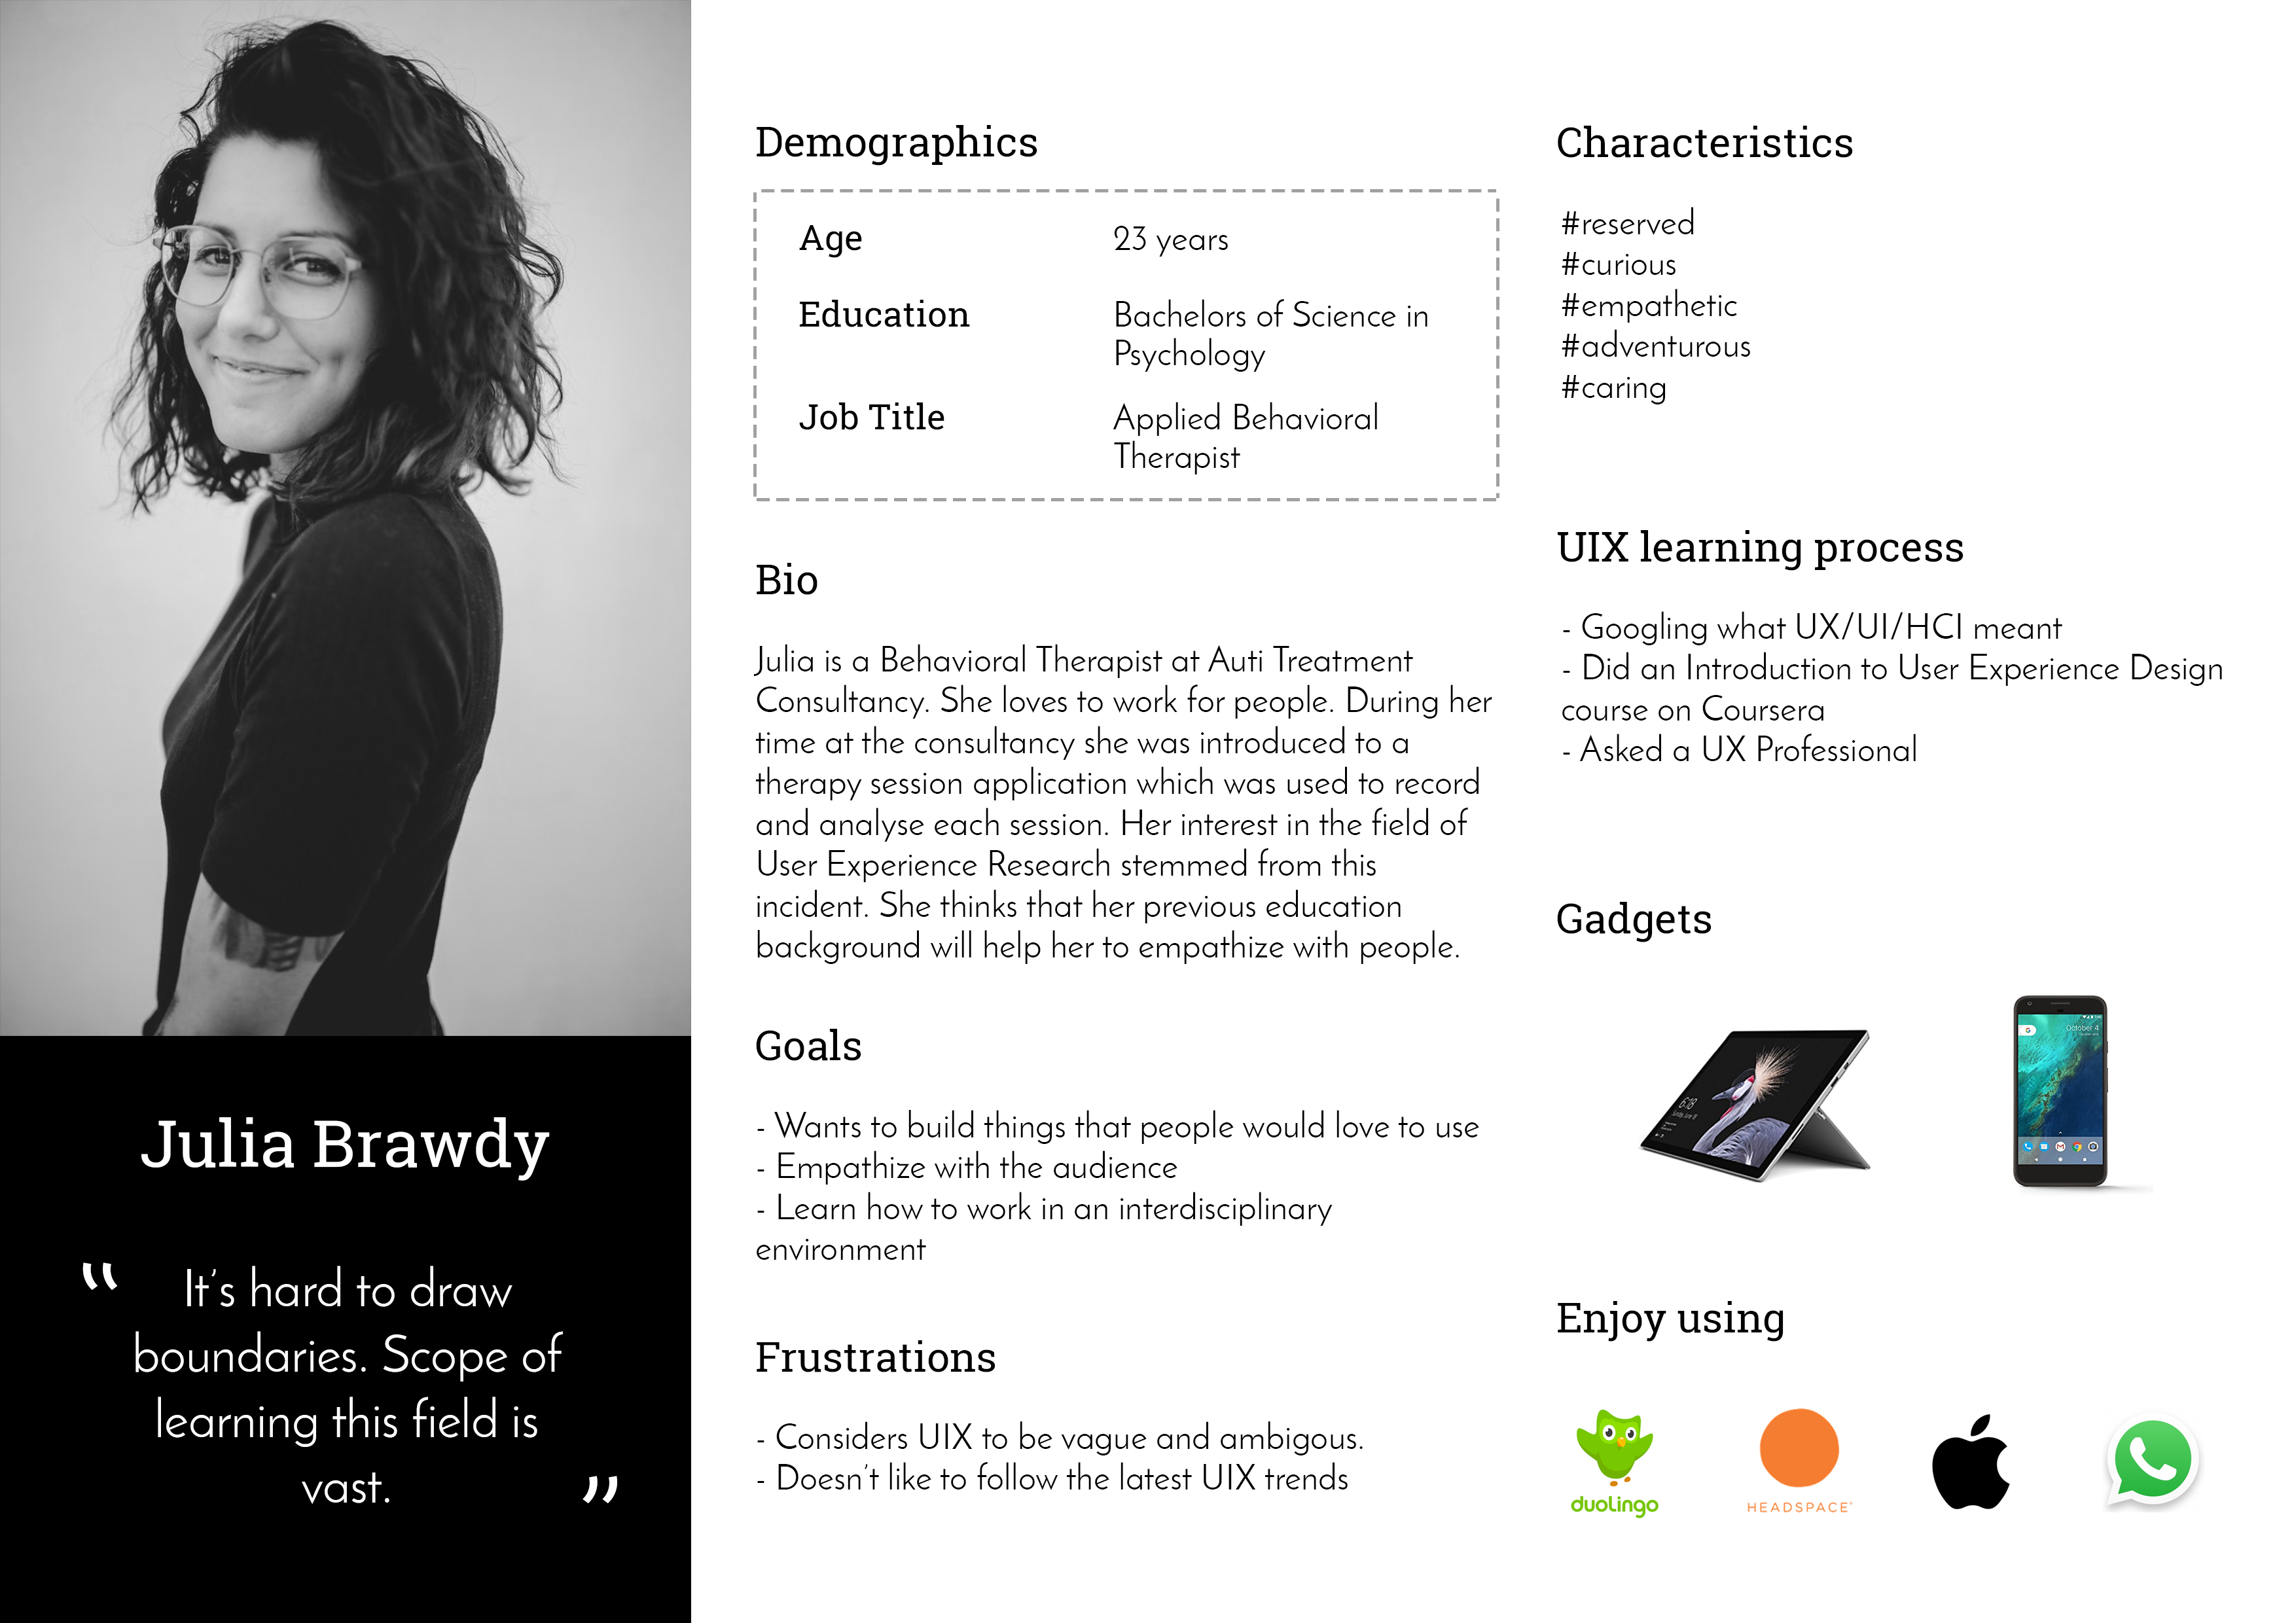 Julia Brawdy
“ It’s hard to draw
boundaries. Scope of
learning this field is
vast. ”
Demographics
Age 23 years
Education Bachelors of Science in
Psychology
Job Title Applied Behavioral
Therapist
Bio
Julia is a Behavioral Therapist at Auti Treatment
Consultancy. She loves to work for people. During her
time at the consultancy she was introduced to a
therapy session application which was used to record
and analyse each session. Her interest in the field of
User Experience Research stemmed from this
incident. She thinks that her previous education
background will help her to empathize with people.
Goals
- Wants to build things that people would love to use
- Empathize with the audience
- Learn how to work in an interdisciplinary
environment
Frustrations
- Considers UIX to be vague and ambigous.
- Doesn’t like to follow the latest UIX trends
Characteristics
#reserved
#curious
#empathetic
#adventurous
#caring
UIX learning process
- Googling what UX/UI/HCI meant
- Did an Introduction to User Experience Design
course on Coursera
- Asked a UX Professional
Gadgets
6:18
October 4
Enjoy using
duolingo
HEADSPACE